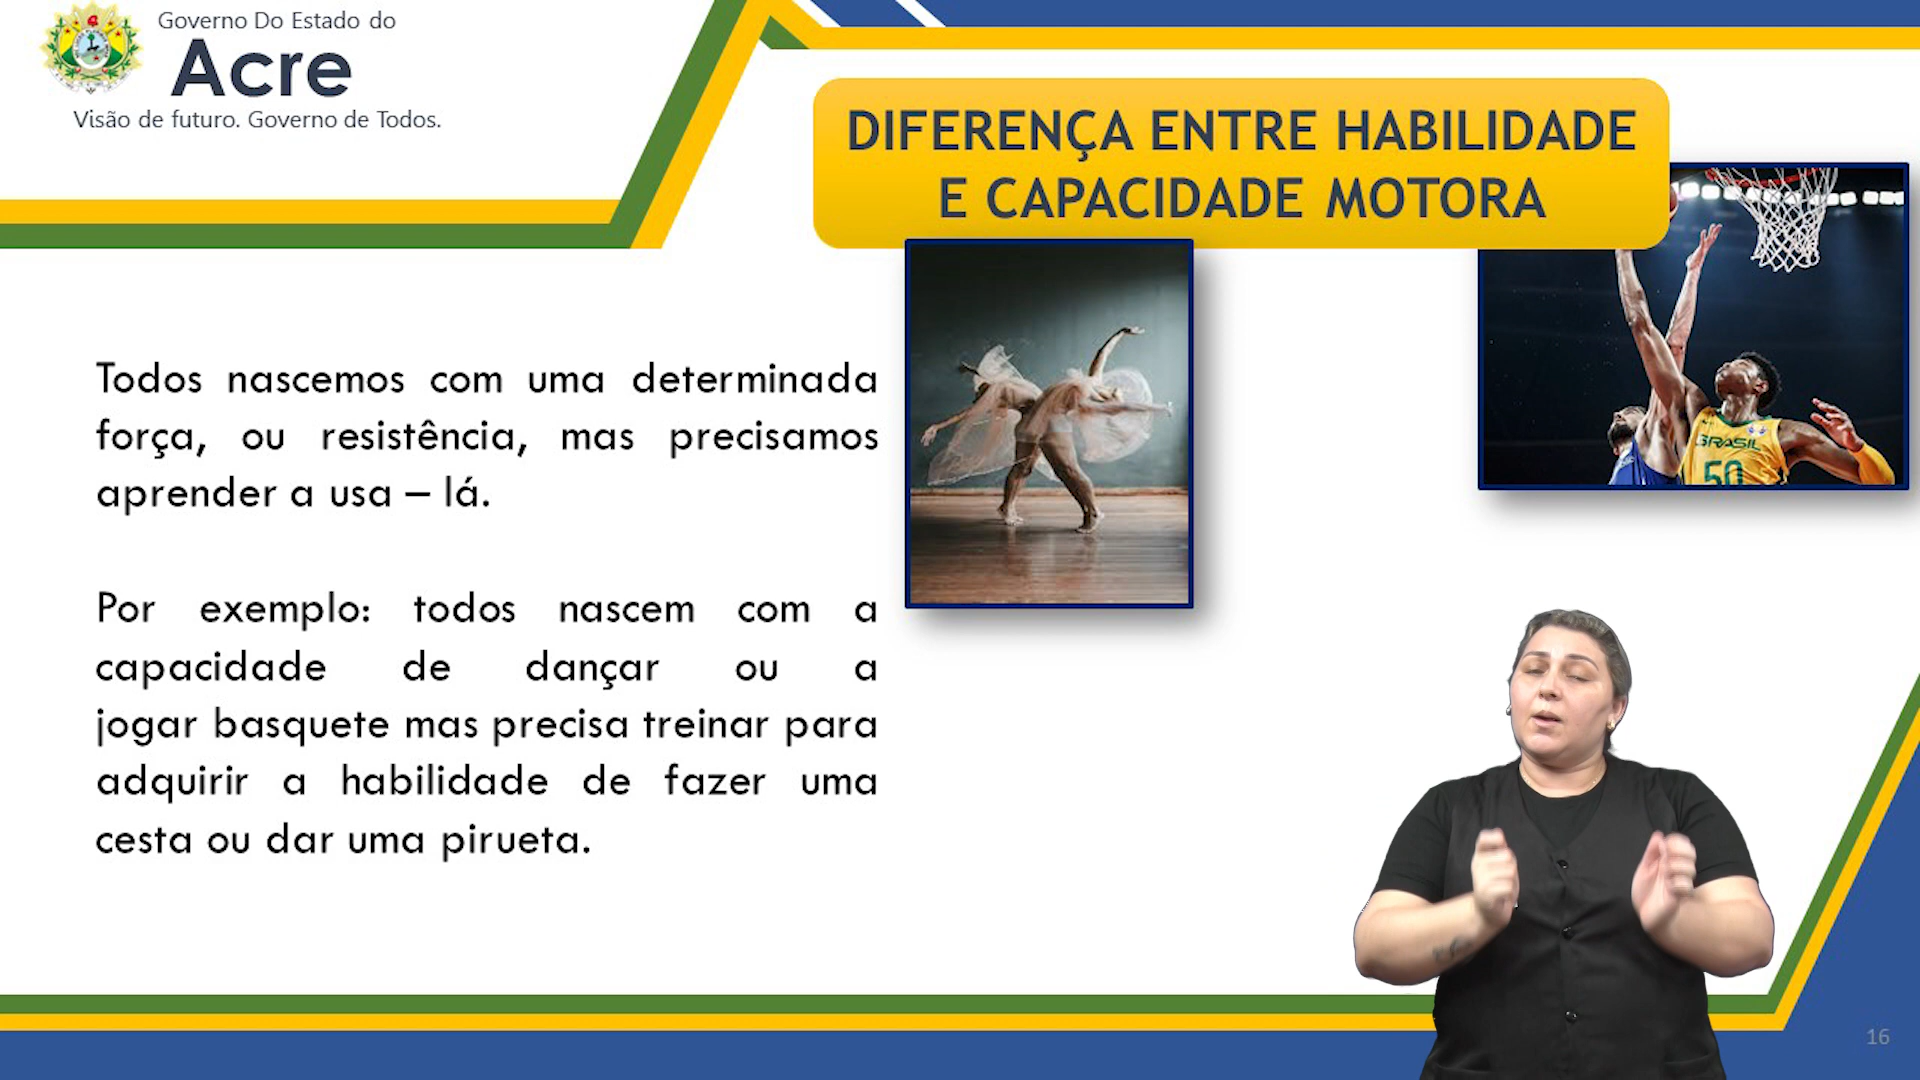 Governo Do Estado do
Acre
Visão de futuro. Governo de Todos.
DIFERENÇA ENTRE HABILIDADE
E CAPACIDADE MOTORA
Todos nascemos com uma determinada
força, ou resistência, mas precisamos
aprender a usa – lá.
Por exemplo: todos nascem com a
capacidade de dançar ou a
jogar basquete mas precisa treinar para
adquirir a habilidade de fazer uma
cesta ou dar uma pirueta.
BRASIL
50
16